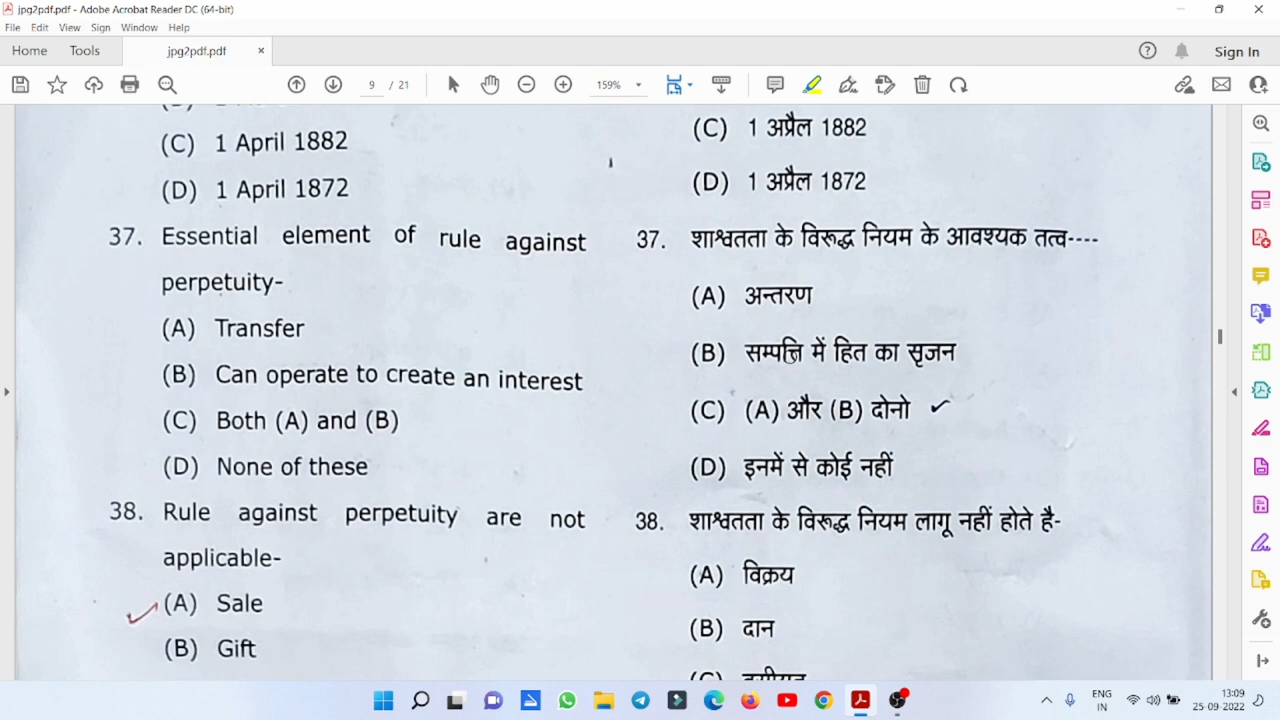 jpg2pdf.pdf - Adobe Acrobat Reader DC (64-bit)
File Edit View Sign Window Help
Home Tools jpg2pdf.pdf × Sign In
9 / 21 159%
(C) 1 April 1882
(D) 1 April 1872
37. Essential element of rule against
perpetuity-
(A) Transfer
(B) Can operate to create an interest
(C) Both (A) and (B)
(D) None of these
38. Rule against perpetuity are not
applicable-
(A) Sale
(B) Gift
(C) 1 अप्रैल 1882
(D) 1 अप्रैल 1872
37. शाश्वतता के विरूद्ध नियम के आवश्यक तत्व----
(A) अन्तरण
(B) सम्पत्ति में हित का सृजन
(C) (A) और (B) दोनो
(D) इनमें से कोई नहीं
38. शाश्वतता के विरूद्ध नियम लागू नहीं होते है-
(A) विक्रय
(B) दान
ENG
IN
13:09
25-09-2022